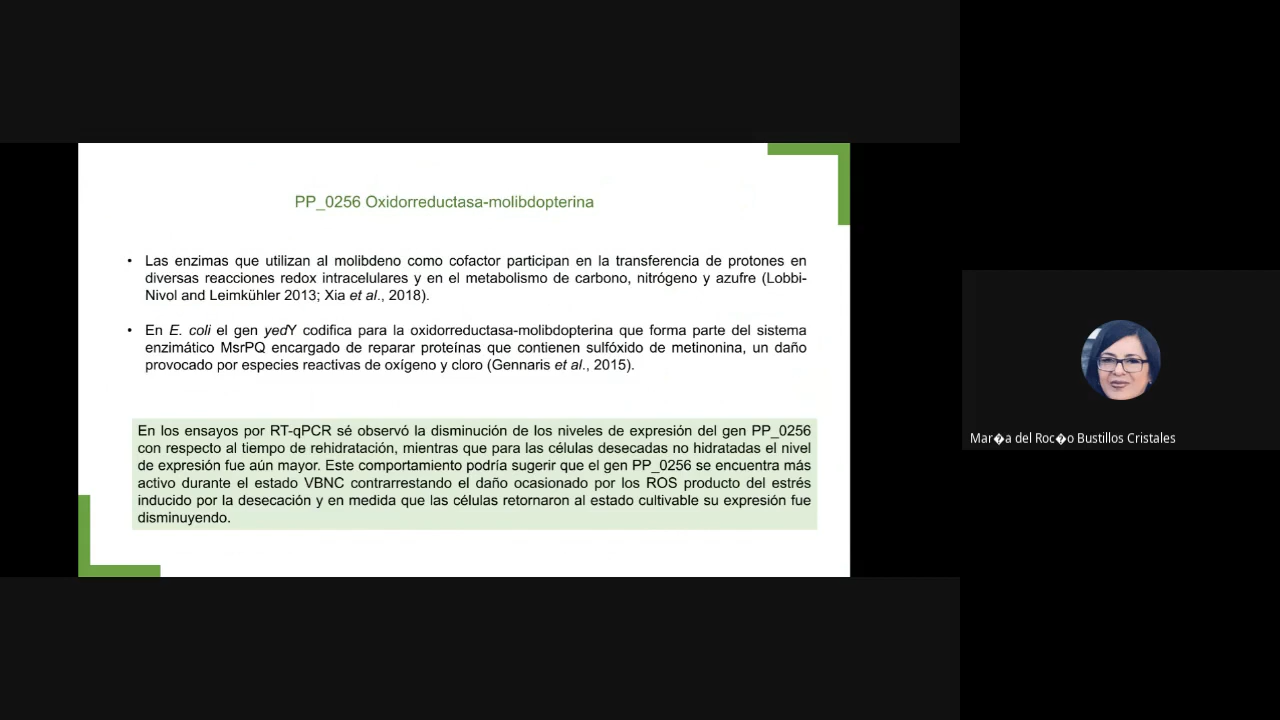 PP_0256 Oxidorreductasa-molibdopterina
• Las enzimas que utilizan al molibdeno como cofactor participan en la transferencia de protones en
diversas reacciones redox intracelulares y en el metabolismo de carbono, nitrógeno y azufre (Lobbi-
Nivol and Leimkühler 2013; Xia et al., 2018).
• En E. coli el gen yedY codifica para la oxidorreductasa-molibdopterina que forma parte del sistema
enzimático MsrPQ encargado de reparar proteínas que contienen sulfóxido de metinonina, un daño
provocado por especies reactivas de oxígeno y cloro (Gennaris et al., 2015).
En los ensayos por RT-qPCR sé observó la disminución de los niveles de expresión del gen PP_0256
con respecto al tiempo de rehidratación, mientras que para las células desecadas no hidratadas el nivel
de expresión fue aún mayor. Este comportamiento podría sugerir que el gen PP_0256 se encuentra más
activo durante el estado VBNC contrarrestando el daño ocasionado por los ROS producto del estrés
inducido por la desecación y en medida que las células retornaron al estado cultivable su expresión fue
disminuyendo.
Mar�a del Roc�o Bustillos Cristales